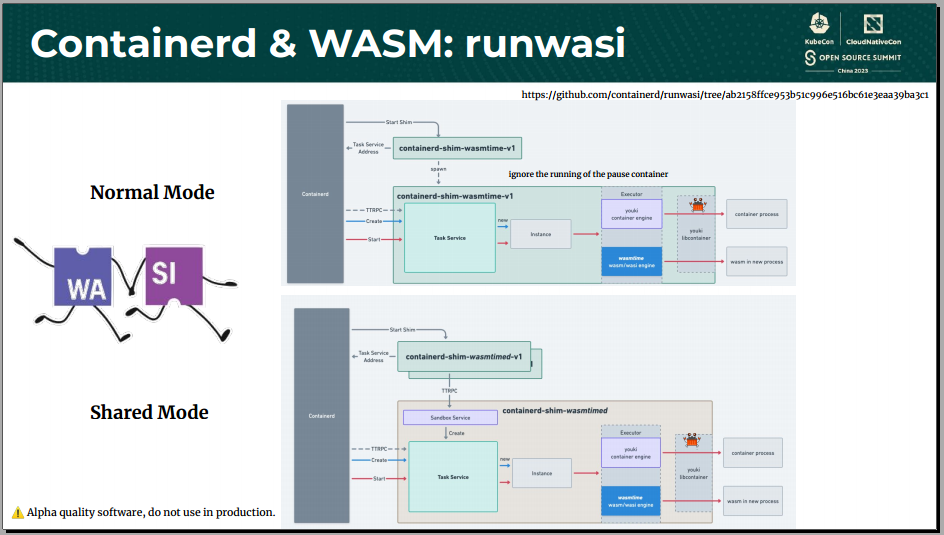 Containerd & WASM: runwasi
KubeCon
CloudNativeCon
OPEN SOURCE SUMMIT
China 2023
https://github.com/containerd/runwasi/tree/ab2158ffce953b51c996e516bc61e3eaa39ba3c1
Normal Mode
Containerd
Start Shim
Task Service
Address
containerd-shim-wasmtime-v1
spawn
ignore the running of the pause container
containerd-shim-wasmtime-v1
TTRPC
Create
Start
Task Service
new
Instance
Executor
youki
container engine
wasmtime
wasm/wasi engine
youki
libcontainer
container process
wasm in new process
WA
SI
Shared Mode
Containerd
Start Shim
Task Service
Address
containerd-shim-wasmtimed-v1
TTRPC
containerd-shim-wasmtimed
Sandbox Service
Create
TTRPC
Create
Start
Task Service
new
Instance
Executor
youki
container engine
wasmtime
wasm/wasi engine
youki
libcontainer
container process
wasm in new process
⚠️ Alpha quality software, do not use in production.